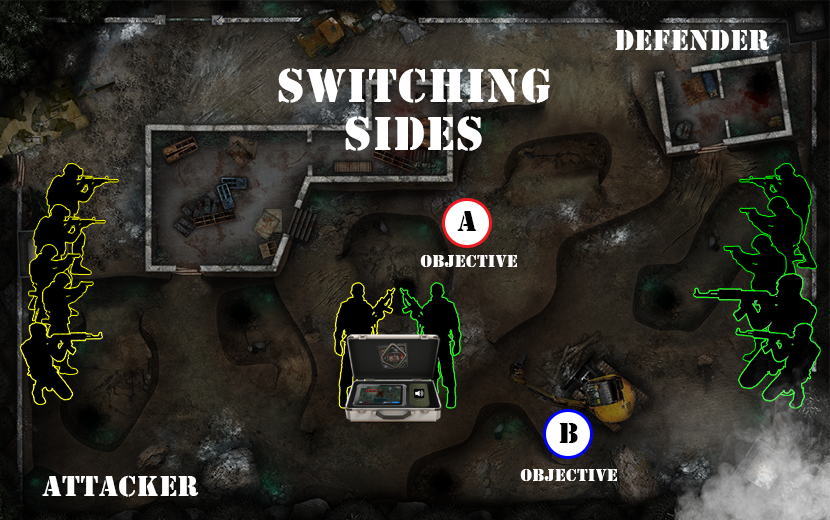 DEFENDER
SWITCHING
SIDES
A
OBJECTIVE
B
OBJECTIVE
ATTACKER